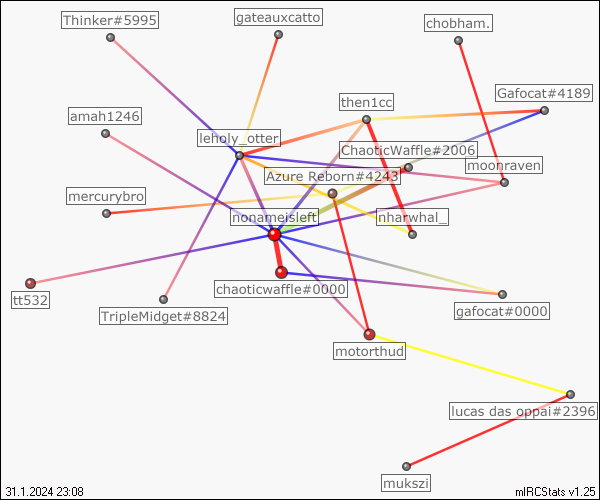 Thinker#5995
gateauxcatto
chobham.
Gafocat#4189
then1cc
amah1246
leholy_otter
ChaoticWaffle#2006
moonraven
Azure Reborn#4243
mercurybro
nonameisleft
nharwhal_
chaoticwaffle#0000
tt532
TripleMidget#8824
gafocat#0000
motorthud
lucas das oppai#2396
mukszi
31.1.2024 23:08
mIRCStats v1.25